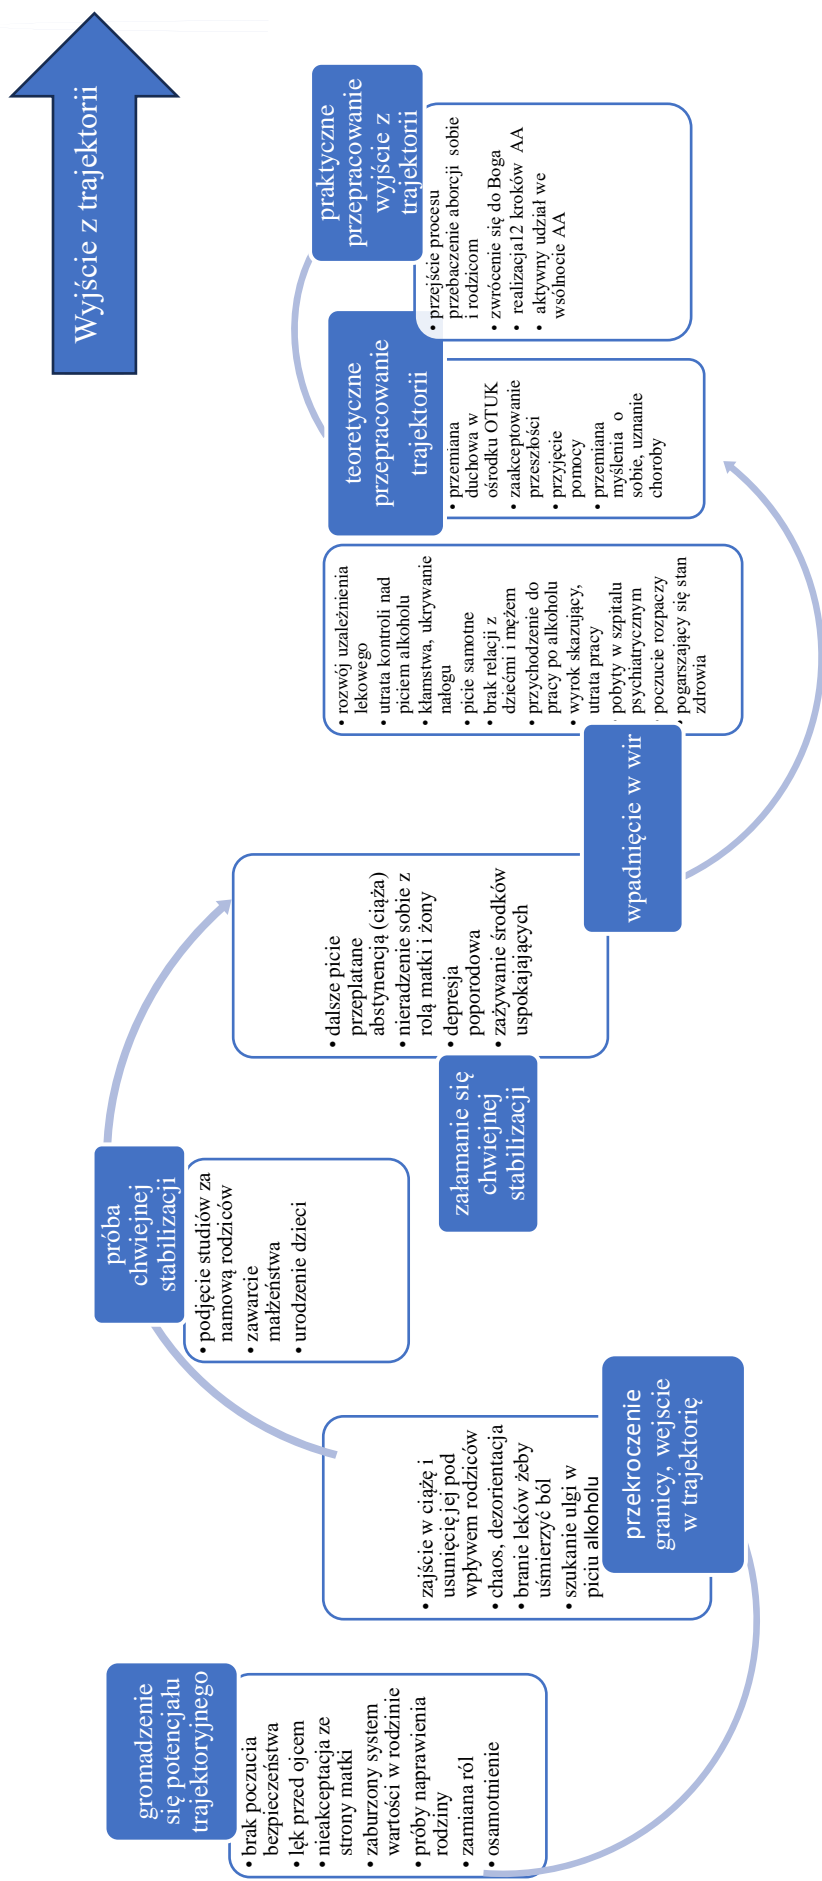 Wyjście z trajektorii
gromadzenie
się potencjału
trajektoryjnego
• brak poczucia
bezpieczeństwa
• lęk przed ojcem
• nieakceptacja ze
strony matki
• zaburzony system
wartości w rodzinie
• próby naprawienia
rodziny
• zamiana ról
• osamotnienie
przekroczenie
granicy, wejscie
w trajektorię
• zajście w ciążę i
usunięcię jej pod
wpływem rodziców
• chaos, dezorientacja
• branie leków żeby
uśmierzyć ból
• szukanie ulgi w
piciu alkoholu
próba
chwiejnej
stabilizacji
• podjęcie studiów za
namową rodziców
• zawarcie
małżeństwa
• urodzenie dzieci
załamanie się
chwiejnej
stabilizacji
• dalsze picie
przeplatane
abstynencją (ciąża)
• nieradzenie sobie z
rolą matki i żony
• depresja
poporodowa
• zażywanie środków
uspokajających
wpadnięcie w wir
• rozwój uzależnienia
lekowego
• utrata kontroli nad
piciem alkoholu
• kłamstwa, ukrywanie
nałogu
• picie samotne
• brak relacji z
dziećmi i mężem
• przychodzenie do
pracy po alkoholu
• wyrok skazujący,
utrata pracy
• pobyty w szpitalu
psychiatrycznym
• poczucie rozpaczy
• pogarszający się stan
zdrowia
teoretyczne
przepracowanie
trajektorii
• przemiana
duchowa w
ośrodku OTUK
• zaakceptowanie
przeszłości
• przyjęcie
pomocy
• przemiana
myślenia o
sobie, uznanie
choroby
praktyczne
przepracowanie
wyjście z
trajektorii
• przejście procesu
przebaczenie aborcji sobie
i rodzicom
• zwrócenie się do Boga
• realizacja12 kroków AA
• aktywny udział we
wsólnocie AA